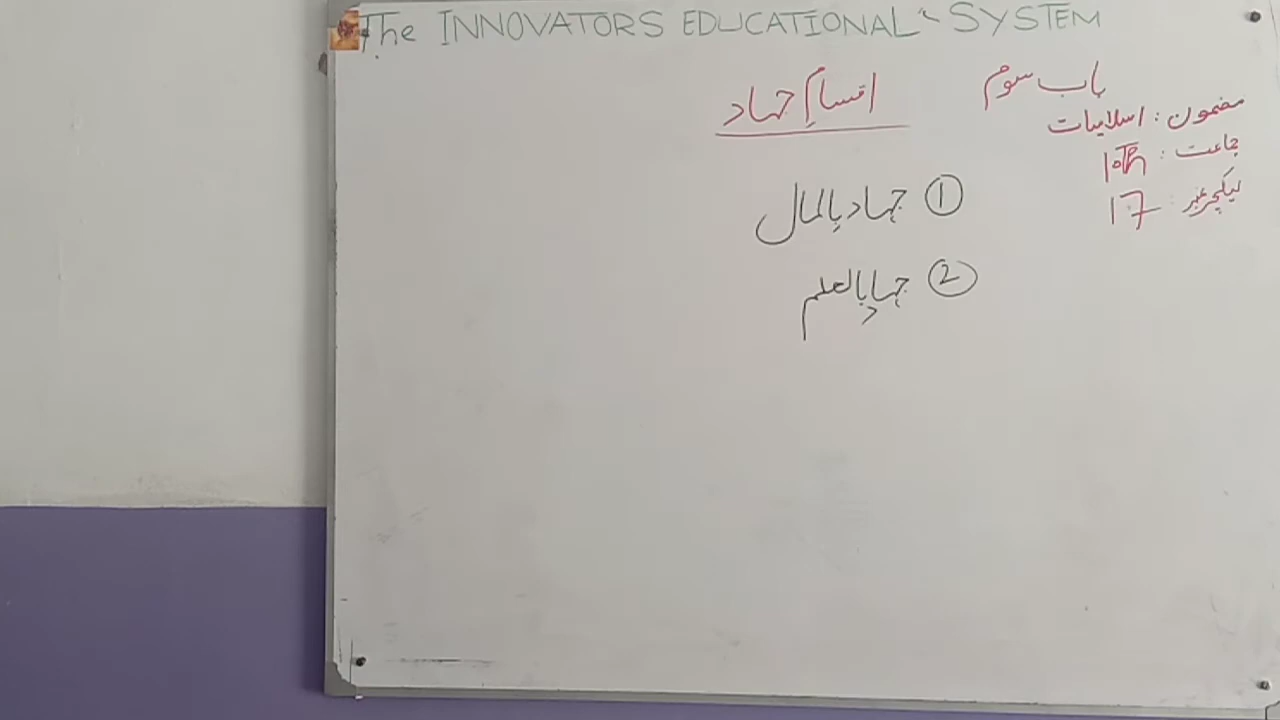 The INNOVATORS EDUCATIONAL SYSTEM
باب سوم
اقسامِ جہاد
مضمون: اسلامیات
جماعت: 10Th
لیکچر نمبر: 17
① جہاد بِالمال
② جہاد بالعلم